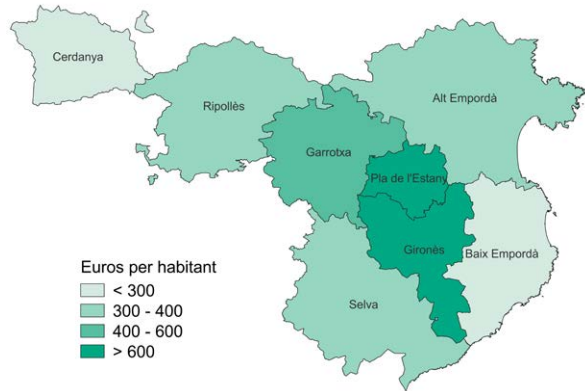 Cerdanya
Ripollès
Alt Empordà
Garrotxa
Pla de l'Estany
Gironès
Baix Empordà
Selva
Euros per habitant
< 300
300 - 400
400 - 600
> 600